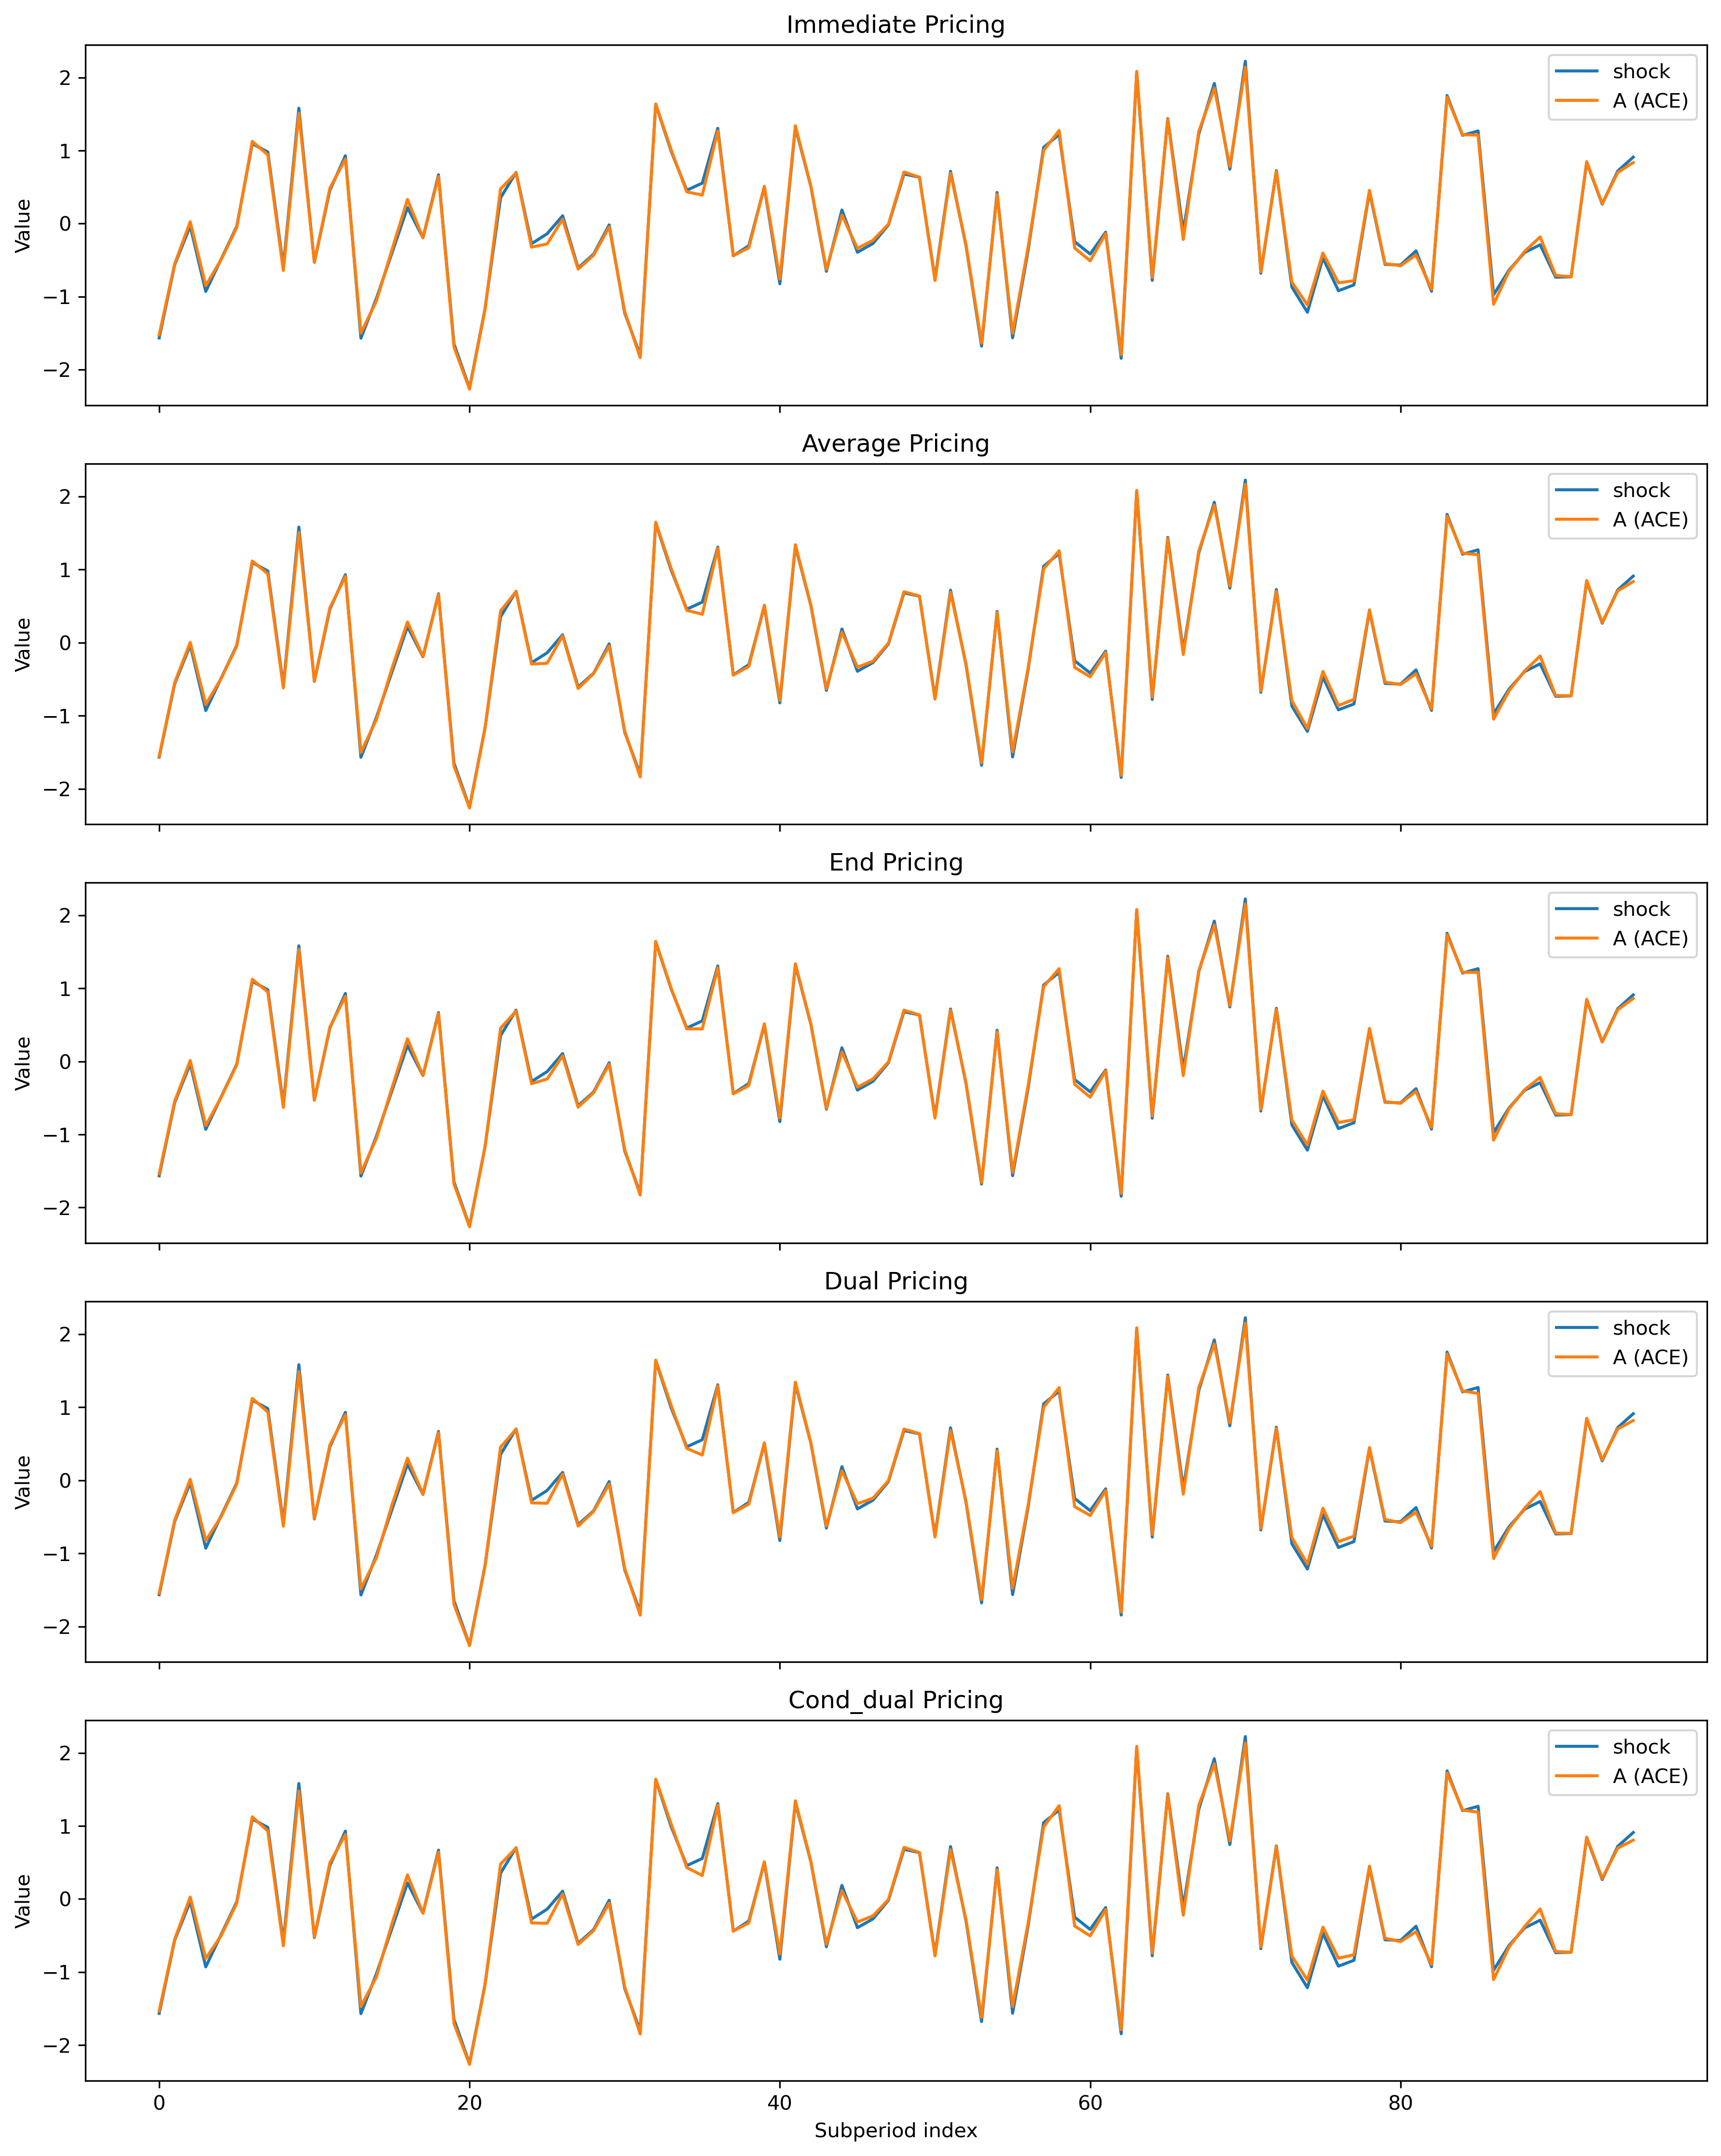 Immediate Pricing
shock
A (ACE)
2
1
0
−1
−2
Value
Average Pricing
shock
A (ACE)
2
1
0
−1
−2
Value
End Pricing
shock
A (ACE)
2
1
0
−1
−2
Value
Dual Pricing
shock
A (ACE)
2
1
0
−1
−2
Value
Cond_dual Pricing
shock
A (ACE)
2
1
0
−1
−2
Value
0 20 40 60 80
Subperiod index